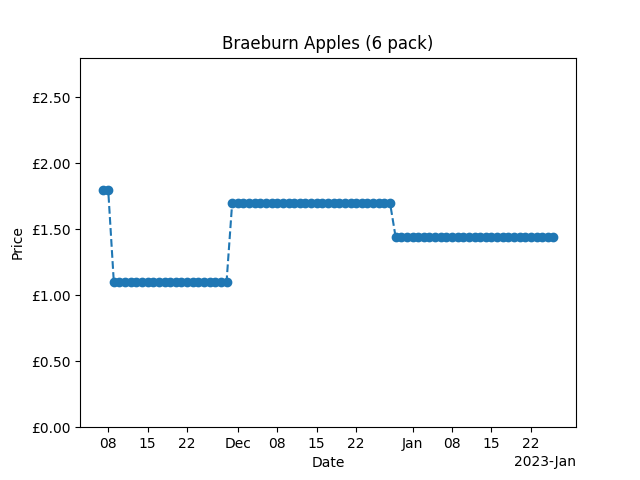 Braeburn Apples (6 pack)
£2.50
£2.00
£1.50
£1.00
£0.50
£0.00
Price
08 15 22 Dec 08 15 22 Jan 08 15 22
Date
2023-Jan